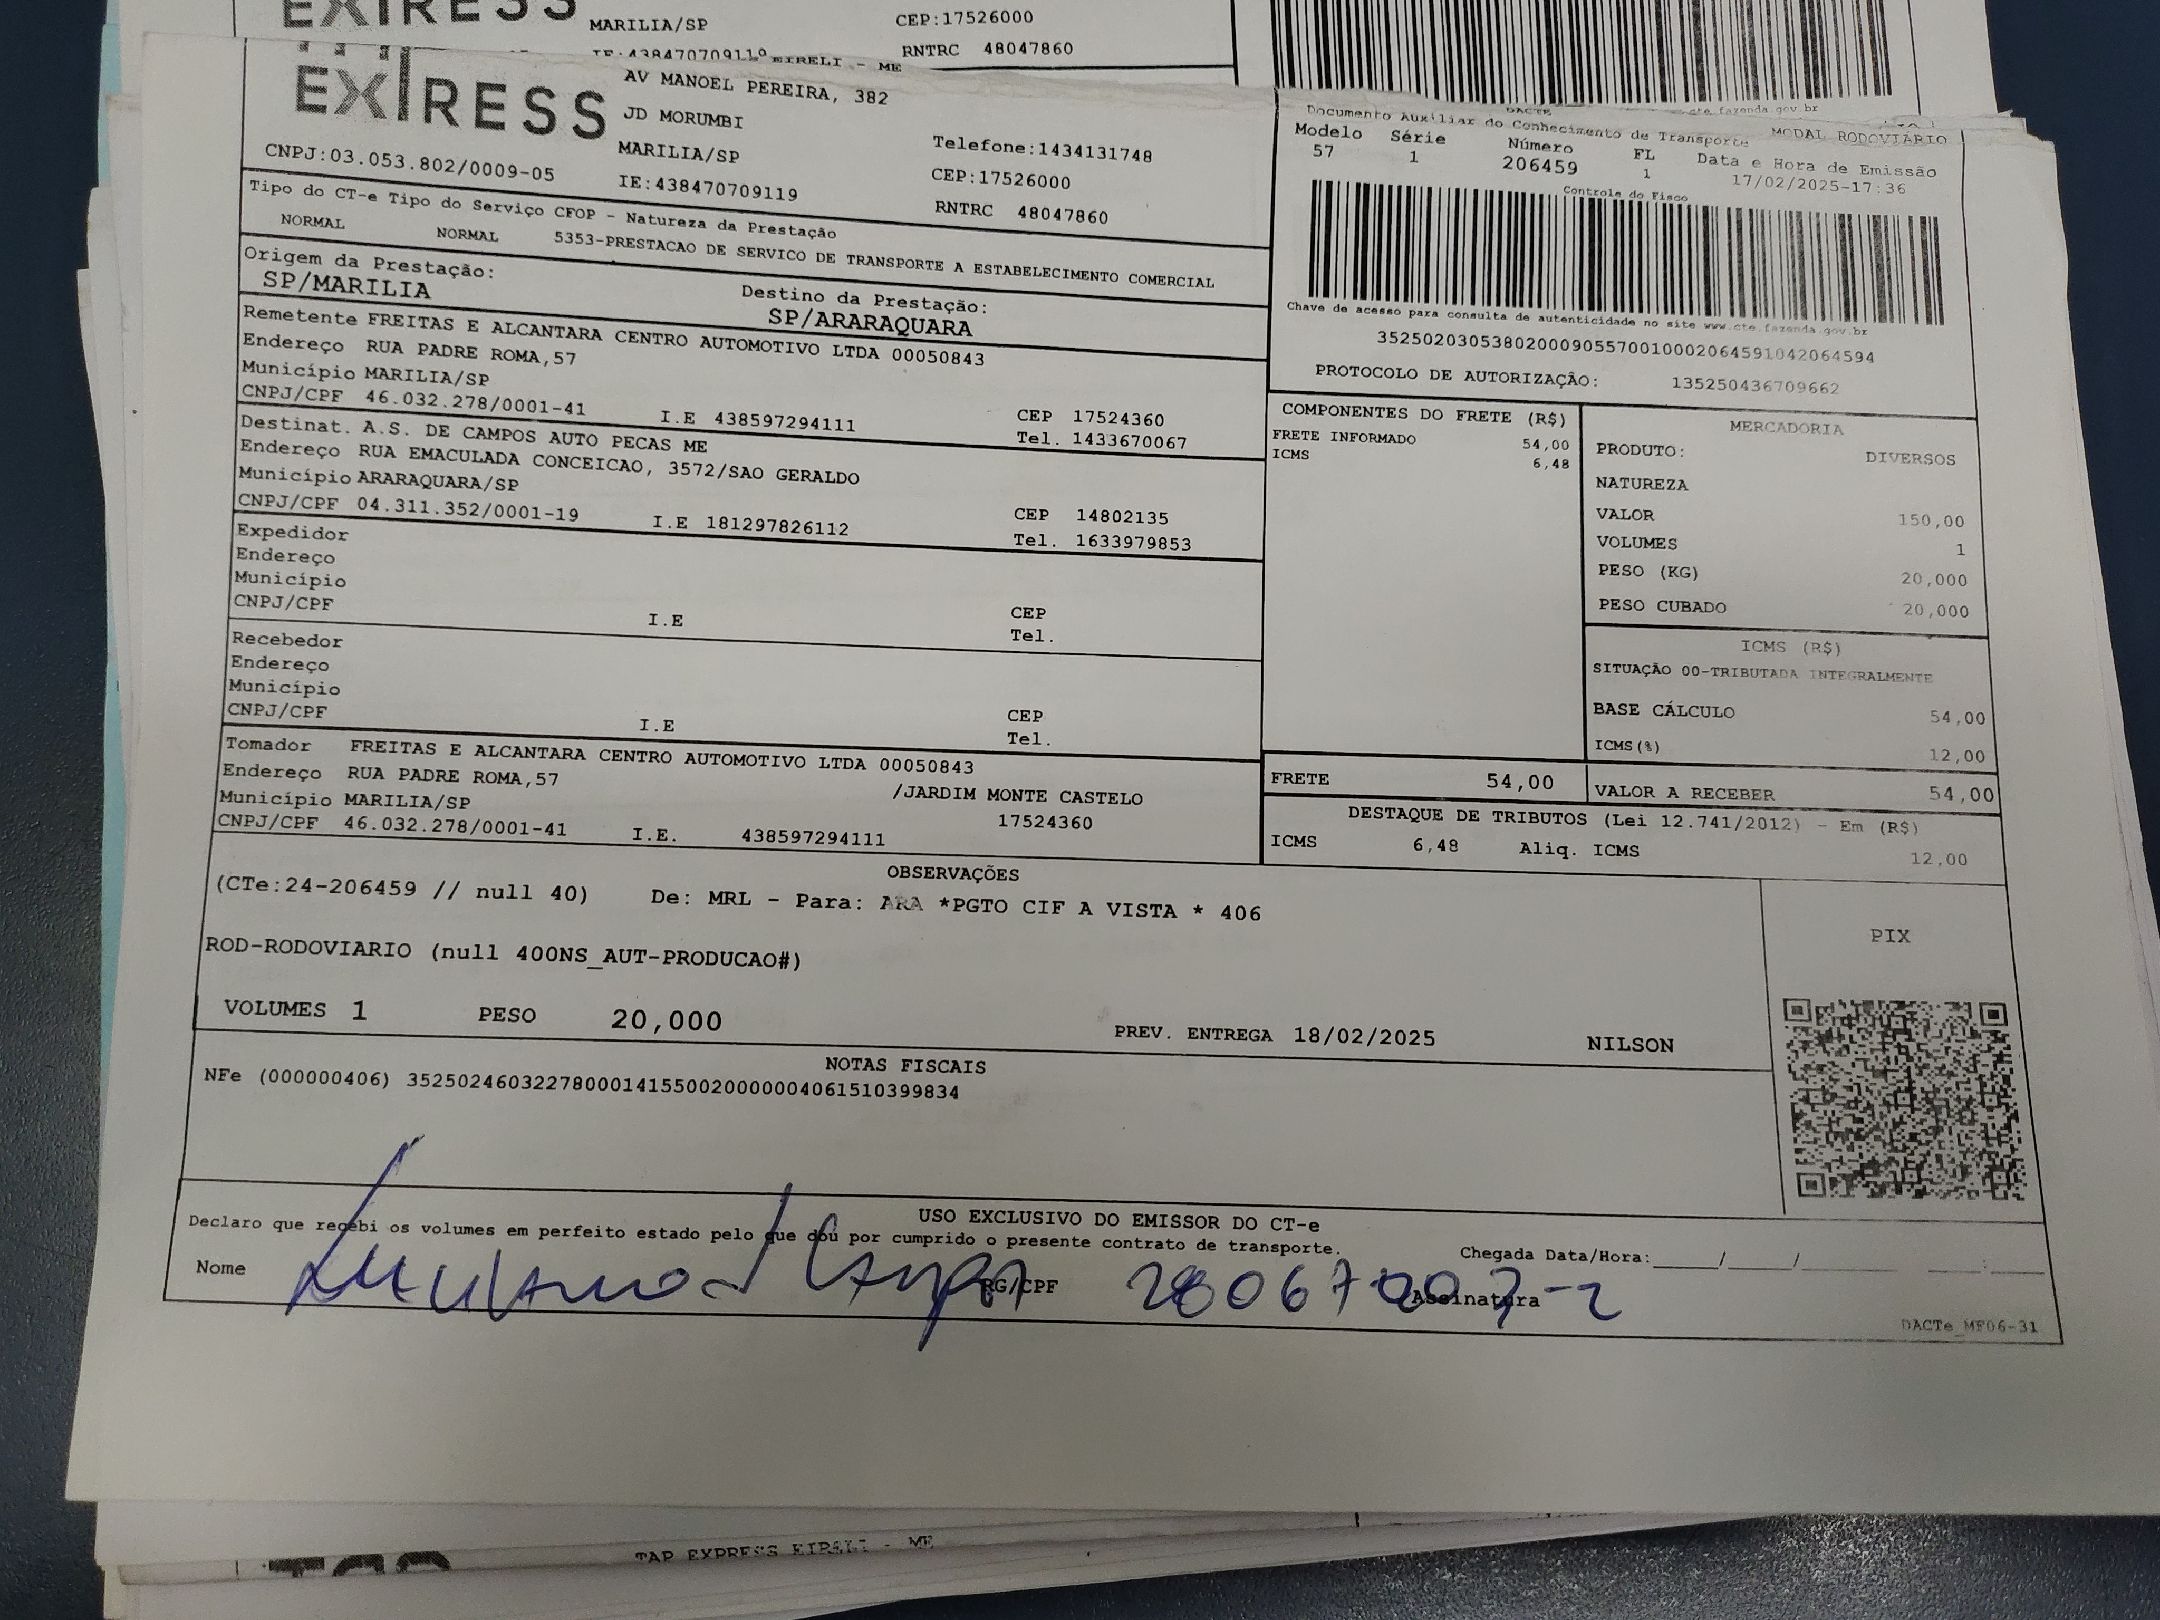 EXPRESS
MARILIA/SP CEP:17526000
IE:438470709119 RNTRC 48047860
EIRELI - ME
cte.fazenda.gov.br
EXPRESS
AV MANOEL PEREIRA, 382
JD MORUMBI
MARILIA/SP Telefone:1434131748
CNPJ:03.053.802/0009-05 IE:438470709119 CEP:17526000
RNTRC 48047860
DACTE
Documento Auxiliar do Conhecimento de Transporte MODAL RODOVIÁRIO
Modelo Série Número FL Data e Hora de Emissão
57 1 206459 1 17/02/2025-17:36
Controle do Fisco
Chave de acesso para consulta de autenticidade no site www.cte.fazenda.gov.br
35250203053802000905570010002064591042064594
PROTOCOLO DE AUTORIZAÇÃO: 135250436709662
Tipo do CT-e Tipo do Serviço CFOP - Natureza da Prestação
NORMAL NORMAL 5353-PRESTACAO DE SERVICO DE TRANSPORTE A ESTABELECIMENTO COMERCIAL
Origem da Prestação: Destino da Prestação:
SP/MARILIA SP/ARARAQUARA
Remetente FREITAS E ALCANTARA CENTRO AUTOMOTIVO LTDA 00050843
Endereço RUA PADRE ROMA,57
Município MARILIA/SP CEP 17524360
CNPJ/CPF 46.032.278/0001-41 I.E 438597294111 Tel. 1433670067
Destinat. A.S. DE CAMPOS AUTO PECAS ME
Endereço RUA EMACULADA CONCEICAO, 3572/SAO GERALDO
Município ARARAQUARA/SP CEP 14802135
CNPJ/CPF 04.311.352/0001-19 I.E 181297826112 Tel. 1633979853
Expedidor
Endereço
Município CEP
CNPJ/CPF I.E Tel.
Recebedor
Endereço
Município CEP
CNPJ/CPF I.E Tel.
Tomador FREITAS E ALCANTARA CENTRO AUTOMOTIVO LTDA 00050843
Endereço RUA PADRE ROMA,57 /JARDIM MONTE CASTELO
Município MARILIA/SP 17524360
CNPJ/CPF 46.032.278/0001-41 I.E. 438597294111
COMPONENTES DO FRETE (R$)
FRETE INFORMADO 54,00
ICMS 6,48
MERCADORIA
PRODUTO: DIVERSOS
NATUREZA
VALOR 150,00
VOLUMES 1
PESO (KG) 20,000
PESO CUBADO 20,000
ICMS (R$)
SITUAÇÃO 00-TRIBUTADA INTEGRALMENTE
BASE CÁLCULO 54,00
ICMS(%) 12,00
FRETE 54,00 VALOR A RECEBER 54,00
DESTAQUE DE TRIBUTOS (Lei 12.741/2012) - Em (R$)
ICMS 6,48 Aliq. ICMS 12,00
OBSERVAÇÕES
(CTe:24-206459 // null 40) De: MRL - Para: ARA *PGTO CIF A VISTA * 406
ROD-RODOVIARIO (null 400NS_AUT-PRODUCAO#)
VOLUMES 1 PESO 20,000 PREV. ENTREGA 18/02/2025 NILSON
PIX
NOTAS FISCAIS
NFe (000000406) 35250246032278000141550020000004061510399834
USO EXCLUSIVO DO EMISSOR DO CT-e
Declaro que recebi os volumes em perfeito estado pelo que dou por cumprido o presente contrato de transporte.
Chegada Data/Hora:_____/_____/ ____:____
Nome RG/CPF Assinatura
DACTe_MF06-31
TAP EXPRESS EIRELI - ME